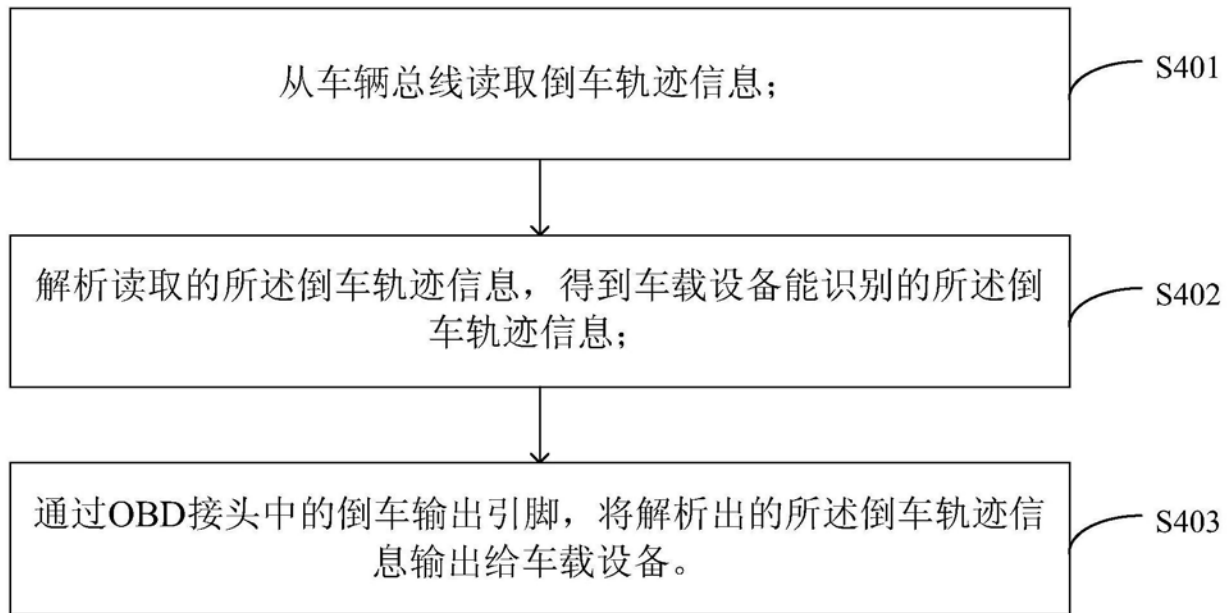 从车辆总线读取倒车轨迹信息；
S401
解析读取的所述倒车轨迹信息，得到车载设备能识别的所述倒
车轨迹信息；
S402
通过OBD接头中的倒车输出引脚，将解析出的所述倒车轨迹信
息输出给车载设备。
S403